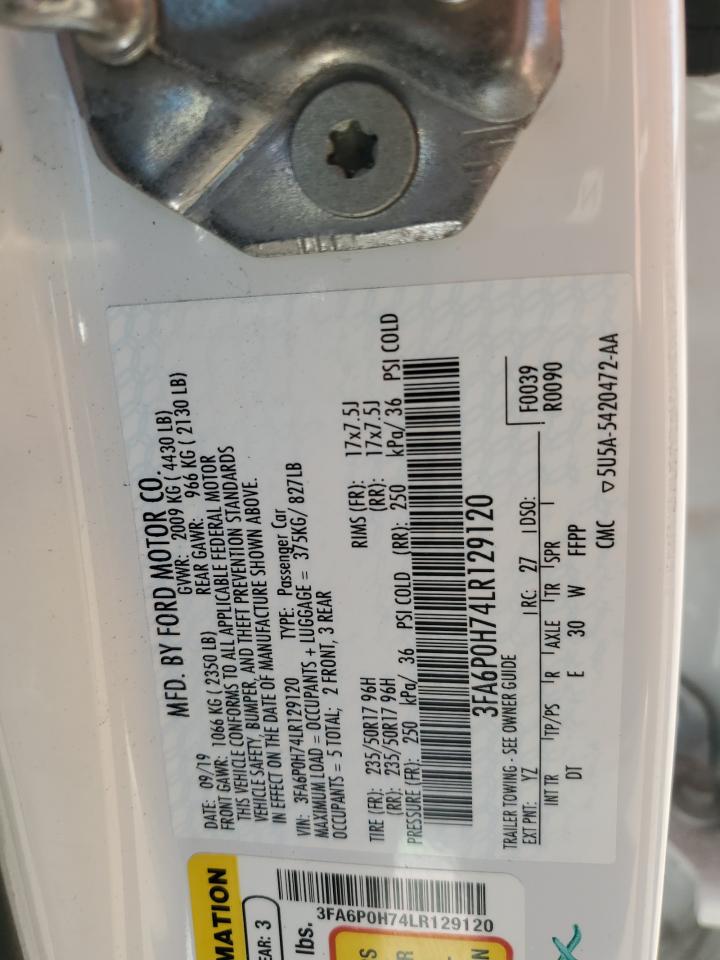 MFD. BY FORD MOTOR CO.
DATE: 09/19 GVWR: 2009 KG ( 4430 LB)
FRONT GAWR: 1066 KG ( 2350 LB) REAR GAWR: 966 KG ( 2130 LB)
THIS VEHICLE CONFORMS TO ALL APPLICABLE FEDERAL MOTOR
VEHICLE SAFETY, BUMPER, AND THEFT PREVENTION STANDARDS
IN EFFECT ON THE DATE OF MANUFACTURE SHOWN ABOVE.
VIN: 3FA6P0H74LR129120 TYPE: Passenger Car
MAXIMUM LOAD = OCCUPANTS + LUGGAGE = 375KG/ 827LB
OCCUPANTS = 5 TOTAL; 2 FRONT, 3 REAR
TIRE (FR): 235/50R17 96H RIMS (FR): 17x7.5J
(RR): 235/50R17 96H (RR): 17x7.5J
PRESSURE (FR): 250 kPa/ 36 PSI COLD (RR): 250 kPa/ 36 PSI COLD
3FA6P0H74LR129120
TRAILER TOWING - SEE OWNER GUIDE
F0039
EXT PNT: YZ RC: 27 DSO: R0090
INT TR TP/PS R AXLE TR SPR
DT E 30 W FFPP
CMC ▽5U5A-5420472-AA
MATION
EAR: 3
lbs.
3FA6P0H74LR129120
S
R
N